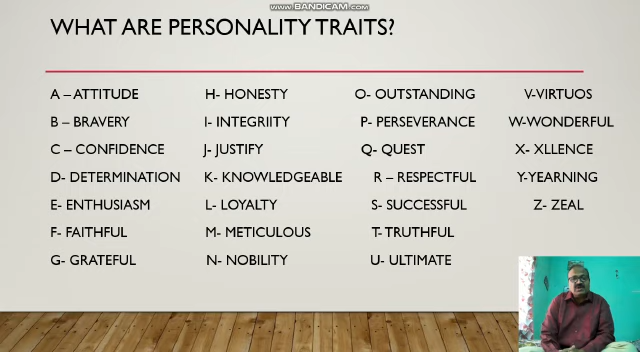 www.BANDICAM.com
WHAT ARE PERSONALITY TRAITS?
A – ATTITUDE
B – BRAVERY
C – CONFIDENCE
D- DETERMINATION
E- ENTHUSIASM
F- FAITHFUL
G- GRATEFUL
H- HONESTY
I- INTEGRIITY
J- JUSTIFY
K- KNOWLEDGEABLE
L- LOYALTY
M- METICULOUS
N- NOBILITY
O- OUTSTANDING
P- PERSEVERANCE
Q- QUEST
R – RESPECTFUL
S- SUCCESSFUL
T- TRUTHFUL
U- ULTIMATE
V-VIRTUOS
W-WONDERFUL
X- XLLENCE
Y-YEARNING
Z- ZEAL